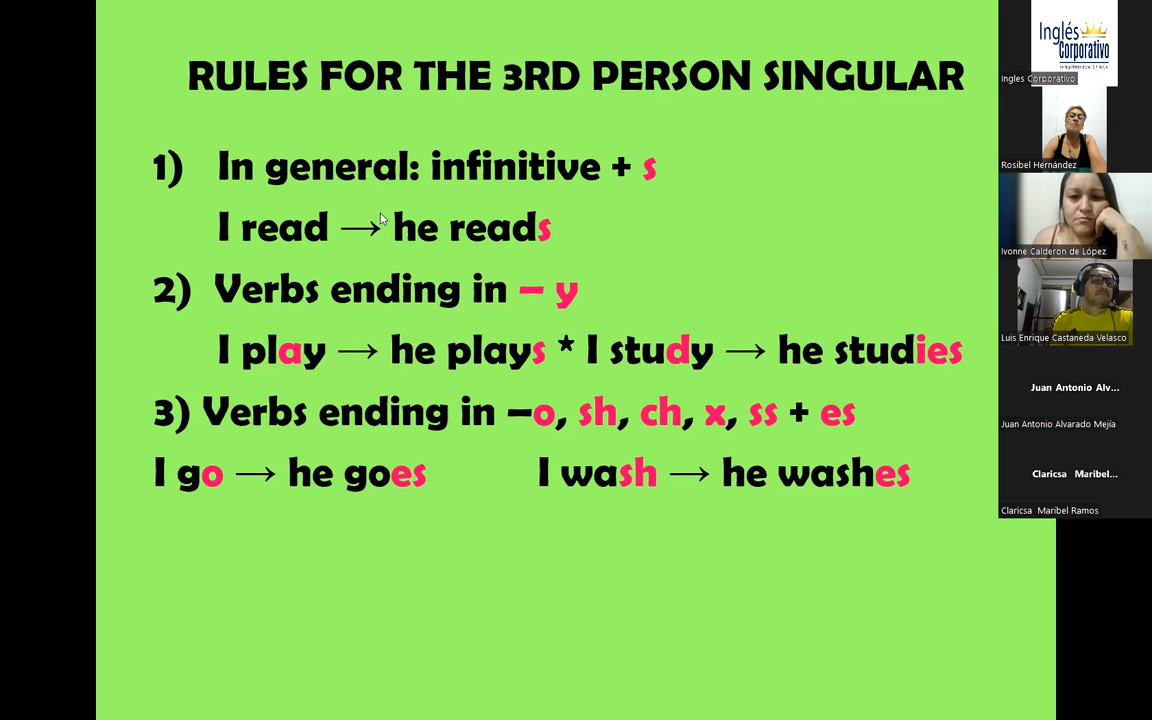 RULES FOR THE 3RD PERSON SINGULAR
1) In general: infinitive + s
I read → he reads
2) Verbs ending in – y
I play → he plays * I study → he studies
3) Verbs ending in –o, sh, ch, x, ss + es
I go → he goes I wash → he washes
Inglés
Corporativo
Ingles Corporativo
Rosibel Hernández
Ivonne Calderon de López
Luis Enrique Castaneda Velasco
Juan Antonio Alv...
Juan Antonio Alvarado Mejía
Claricsa Maribel...
Claricsa Maribel Ramos